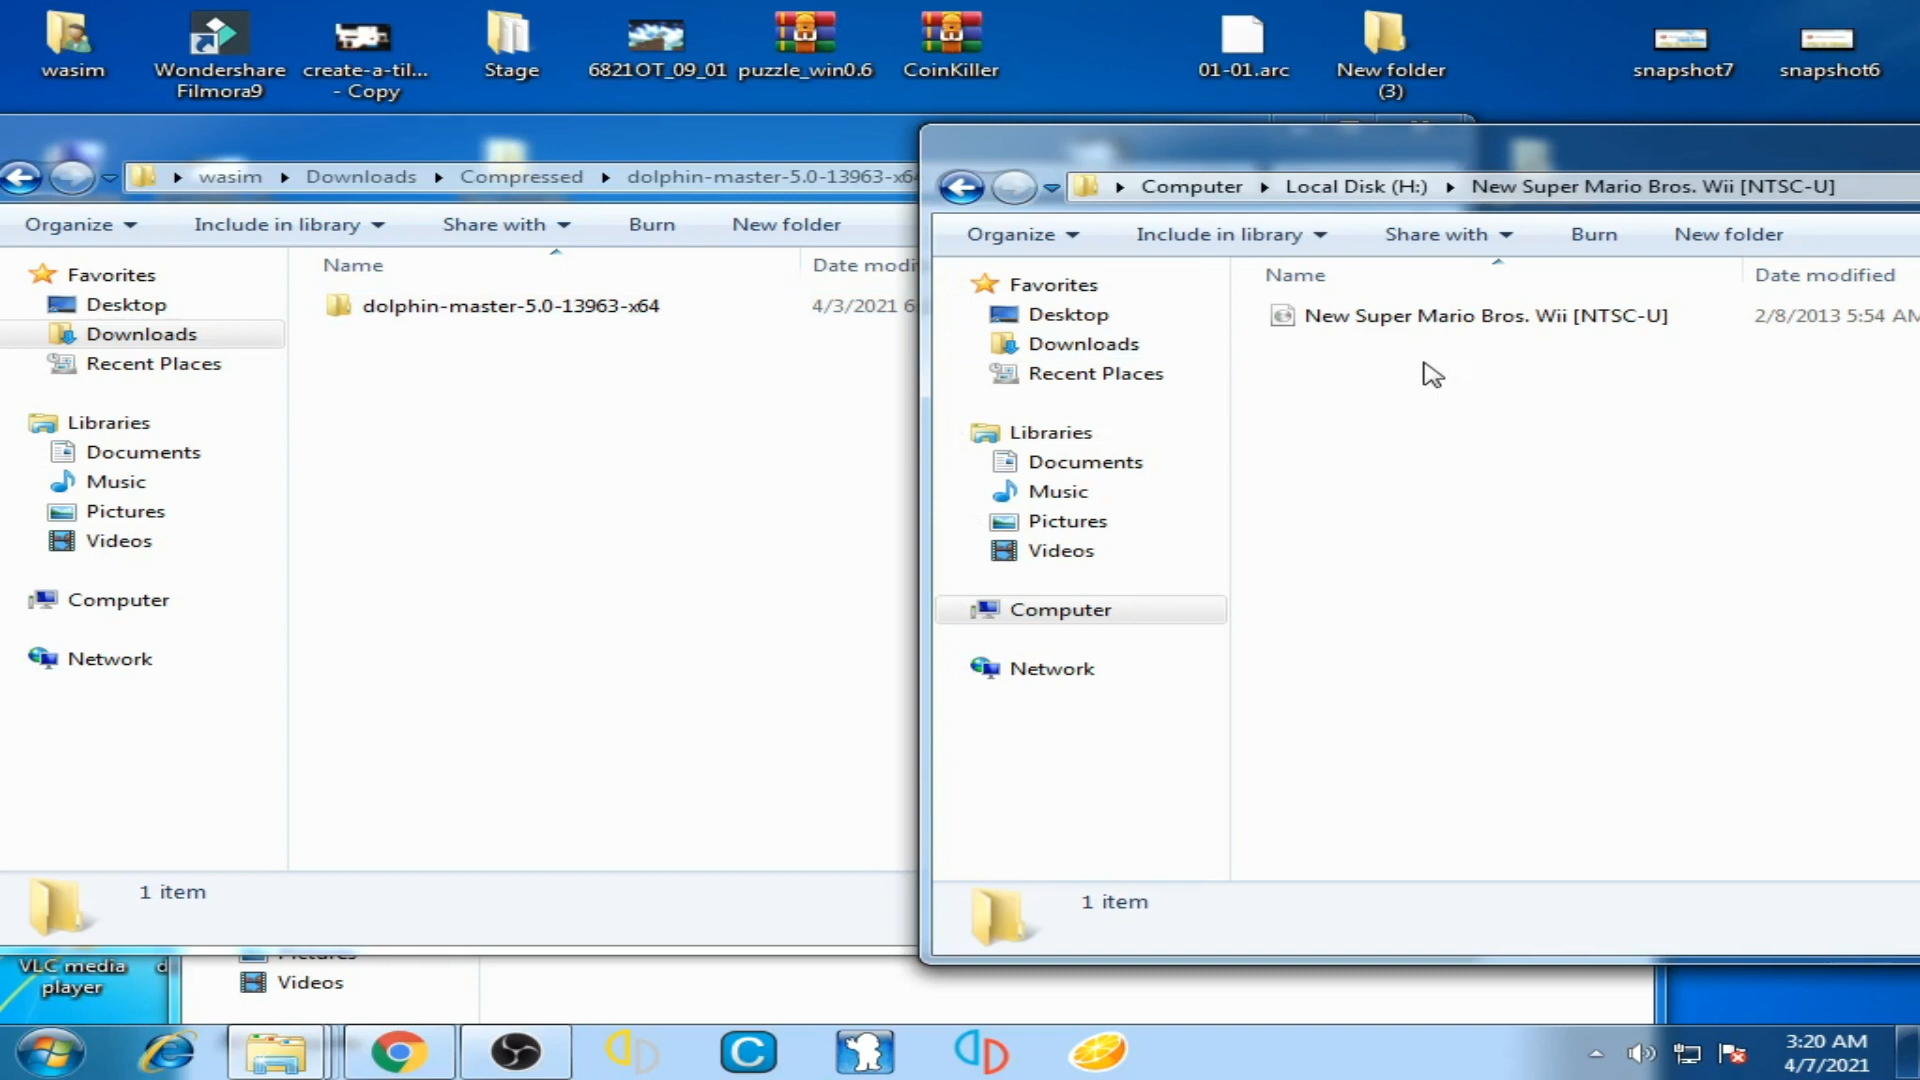 wasim
Wondershare
Filmora9
create-a-til...
- Copy
Stage
6821OT_09_01
puzzle_win0.6
CoinKiller
01-01.arc
New folder
(3)
snapshot7
snapshot6
wasim
Downloads
Compressed
dolphin-master-5.0-13963-x64
Organize
Include in library
Share with
Burn
New folder
Favorites
Desktop
Downloads
Recent Places
Libraries
Documents
Music
Pictures
Videos
Computer
Network
Name
Date modi
dolphin-master-5.0-13963-x64
4/3/2021 6:
1 item
Computer
Local Disk (H:)
New Super Mario Bros. Wii [NTSC-U]
Organize
Include in library
Share with
Burn
New folder
Favorites
Desktop
Downloads
Recent Places
Libraries
Documents
Music
Pictures
Videos
Computer
Network
Name
Date modified
New Super Mario Bros. Wii [NTSC-U]
2/8/2013 5:54 AM
1 item
VLC media
player
d
Pictures
Videos
3:20 AM
4/7/2021